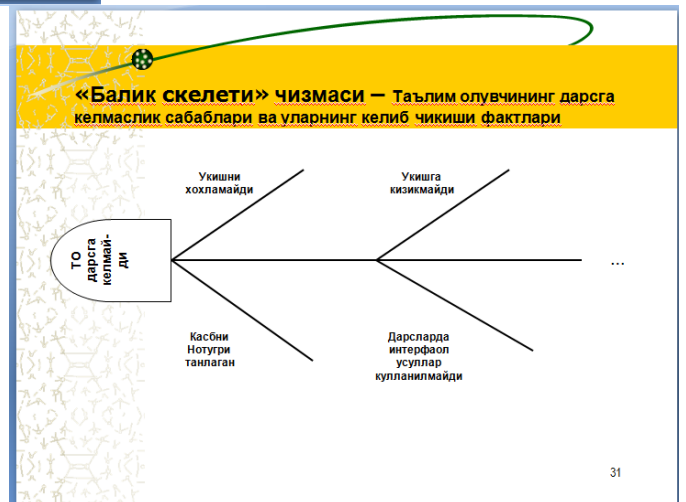 «Балик скелети» чизмаси – Таълим олувчининг дарсга
келмаслик сабаблари ва уларнинг келиб чикиши фактлари
Укишни
хохламайди
Укишга
кизикмайди
ТО
дарсга
келмай-
ди
...
Касбни
Нотугри
танлаган
Дарсларда
интерфаол
усуллар
кулланилмайди
31